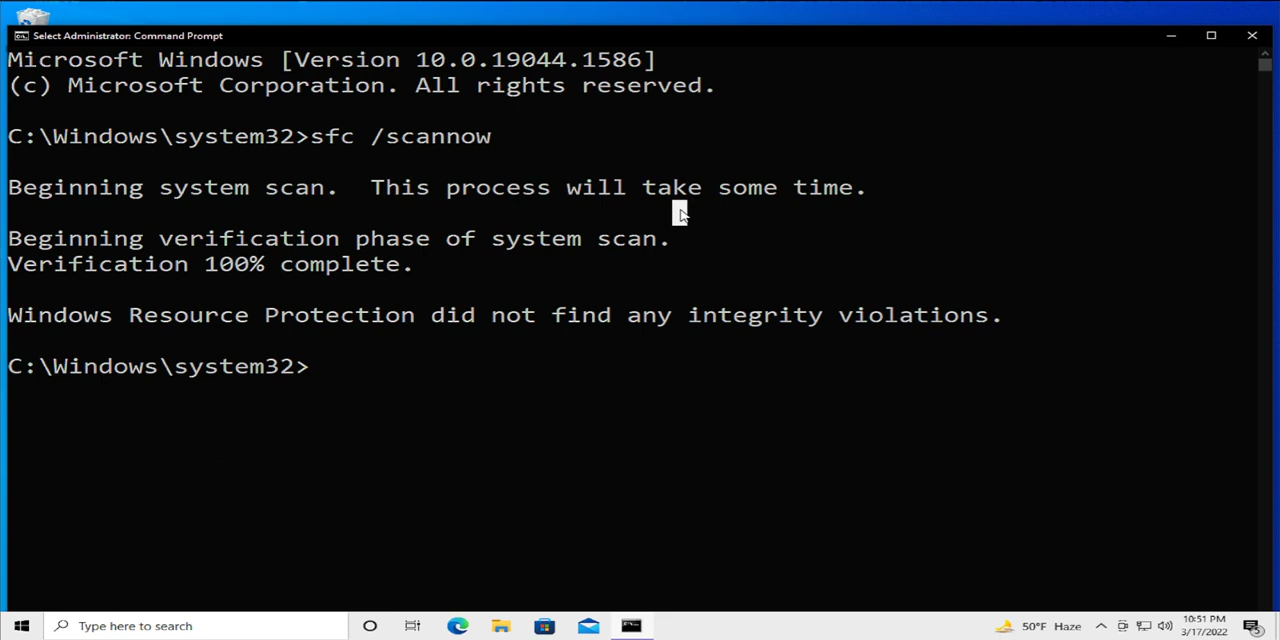 Select Administrator: Command Prompt
Microsoft Windows [Version 10.0.19044.1586]
(c) Microsoft Corporation. All rights reserved.
C:\Windows\system32>sfc /scannow
Beginning system scan.  This process will take some time.
Beginning verification phase of system scan.
Verification 100% complete.
Windows Resource Protection did not find any integrity violations.
C:\Windows\system32>
Type here to search
50°F Haze
10:51 PM
3/17/2022
5